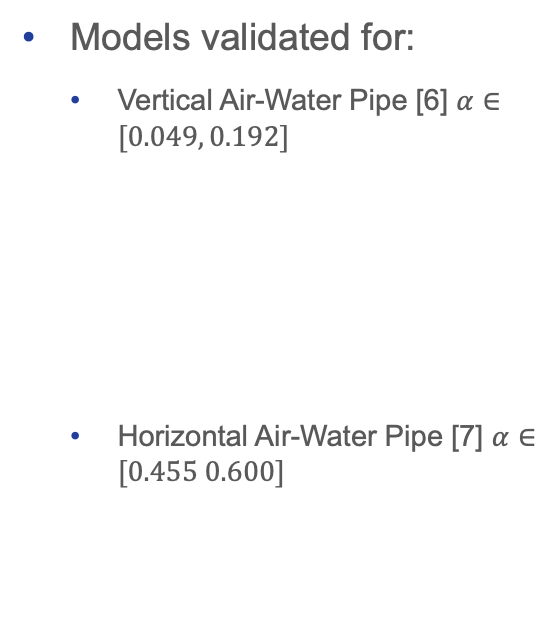 • Models validated for:
• Vertical Air-Water Pipe [6] α ∈
[0.049, 0.192]
• Horizontal Air-Water Pipe [7] α ∈
[0.455 0.600]